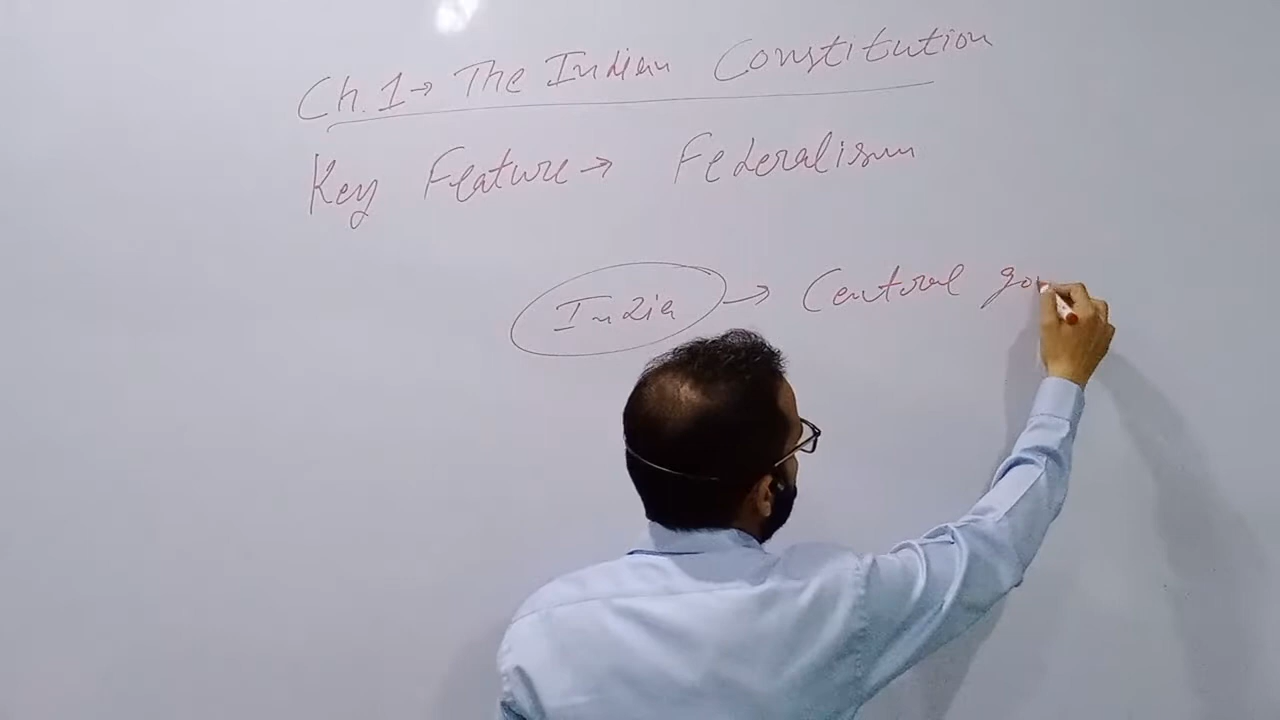 Ch.1→ The Indian Constitution
Key Feature → Federalism
India → Central gov